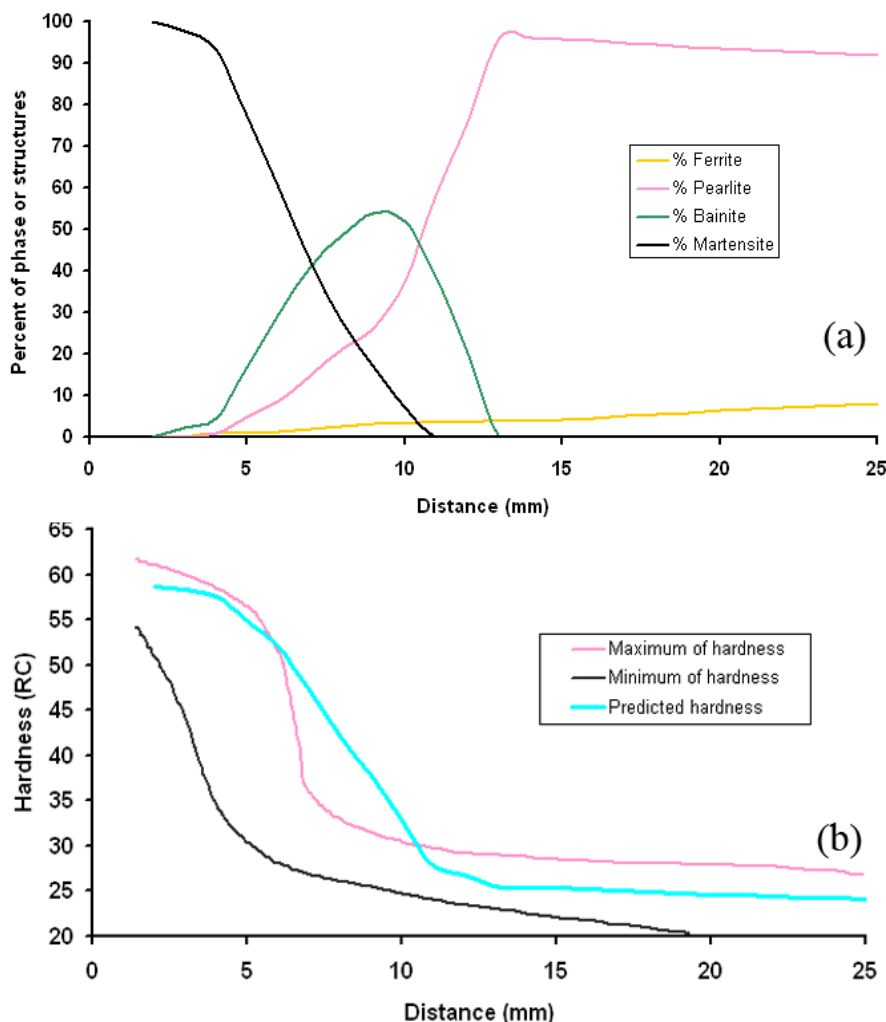 100
90
80
70
60
50
40
30
20
10
0
Percent of phase or structures
% Ferrite
% Pearlite
% Bainite
% Martensite
(a)
0 5 10 15 20 25
Distance (mm)
65
60
55
50
45
40
35
30
25
20
Hardness (RC)
Maximum of hardness
Minimum of hardness
Predicted hardness
(b)
0 5 10 15 20 25
Distance (mm)